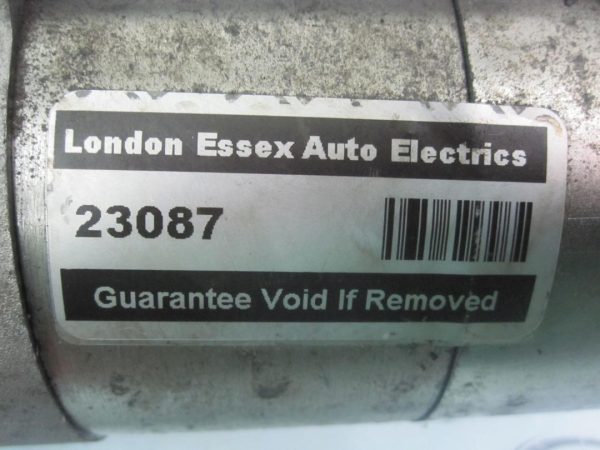 London Essex Auto Electrics
23087
Guarantee Void If Removed